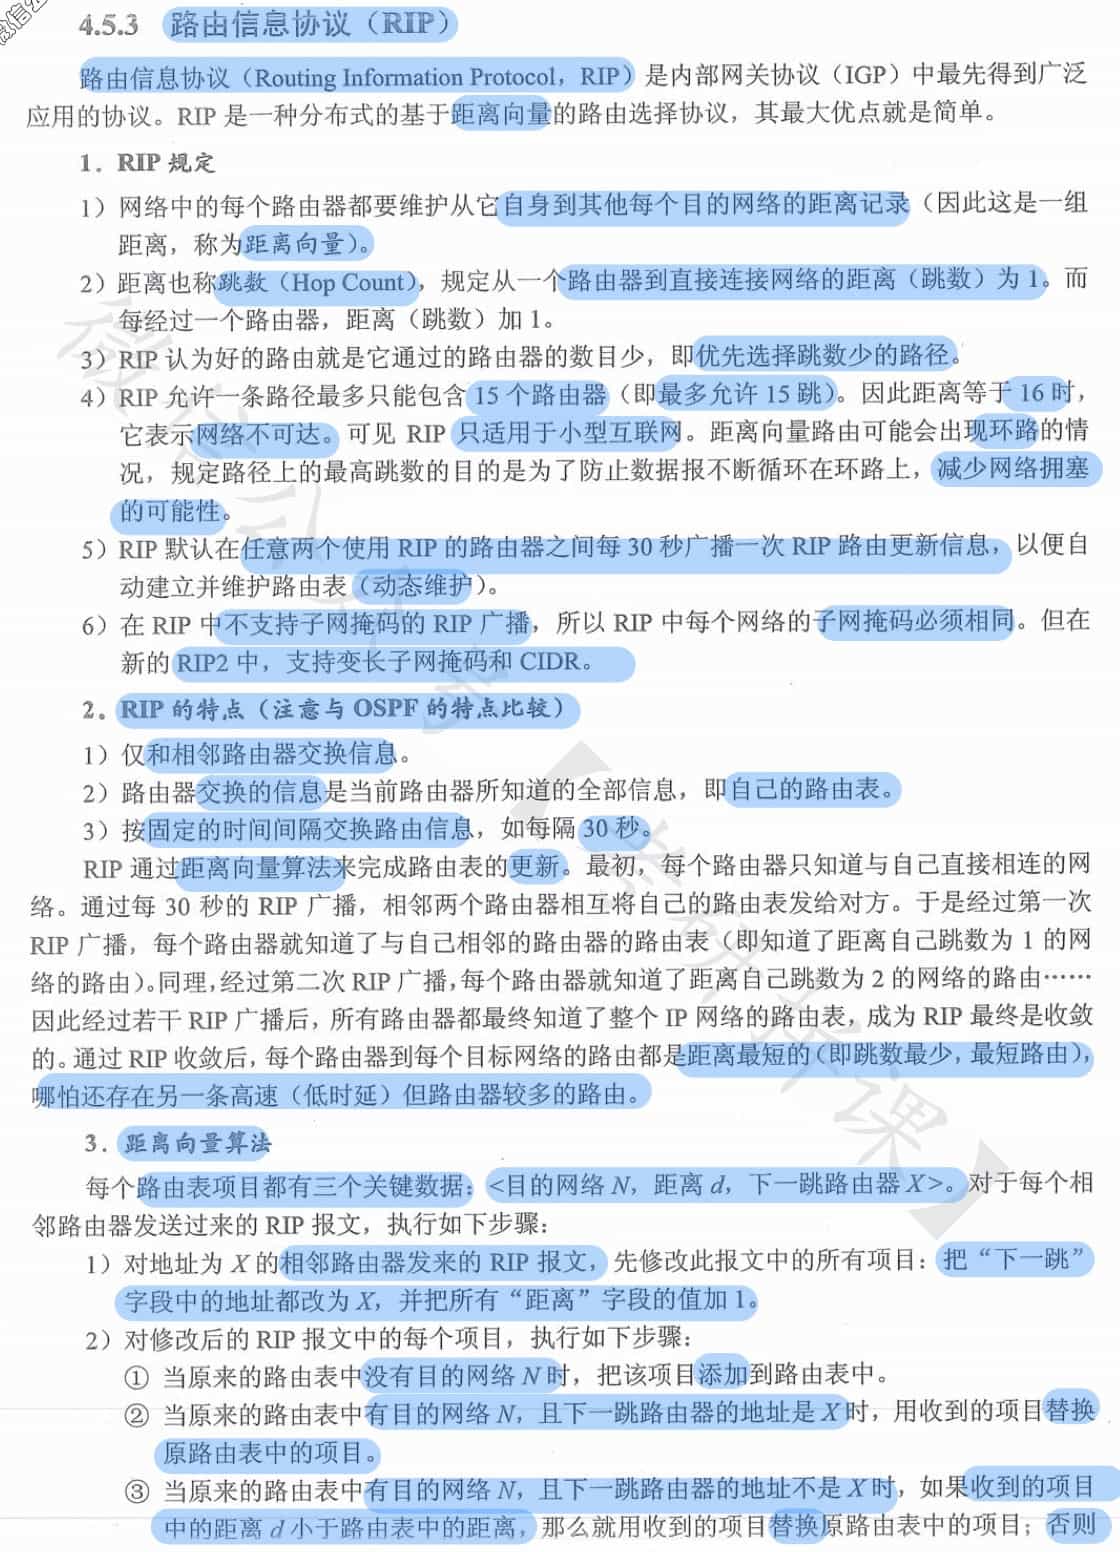 4.5.3 路由信息协议（RIP）
路由信息协议（Routing Information Protocol，RIP）是内部网关协议（IGP）中最先得到广泛
应用的协议。RIP 是一种分布式的基于距离向量的路由选择协议，其最大优点就是简单。
1．RIP 规定
1）网络中的每个路由器都要维护从它自身到其他每个目的网络的距离记录（因此这是一组
距离，称为距离向量）。
2）距离也称跳数（Hop Count），规定从一个路由器到直接连接网络的距离（跳数）为 1。而
每经过一个路由器，距离（跳数）加 1。
3）RIP 认为好的路由就是它通过的路由器的数目少，即优先选择跳数少的路径。
4）RIP 允许一条路径最多只能包含 15 个路由器（即最多允许 15 跳）。因此距离等于 16 时，
它表示网络不可达。可见 RIP 只适用于小型互联网。距离向量路由可能会出现环路的情
况，规定路径上的最高跳数的目的是为了防止数据报不断循环在环路上，减少网络拥塞
的可能性。
5）RIP 默认在任意两个使用 RIP 的路由器之间每 30 秒广播一次 RIP 路由更新信息，以便自
动建立并维护路由表（动态维护）。
6）在 RIP 中不支持子网掩码的 RIP 广播，所以 RIP 中每个网络的子网掩码必须相同。但在
新的 RIP2 中，支持变长子网掩码和 CIDR。
2。RIP 的特点（注意与 OSPF 的特点比较）
1）仅和相邻路由器交换信息。
2）路由器交换的信息是当前路由器所知道的全部信息，即自己的路由表。
3）按固定的时间间隔交换路由信息，如每隔 30 秒。
RIP 通过距离向量算法来完成路由表的更新。最初，每个路由器只知道与自己直接相连的网
络。通过每 30 秒的 RIP 广播，相邻两个路由器相互将自己的路由表发给对方。于是经过第一次
RIP 广播，每个路由器就知道了与自己相邻的路由器的路由表（即知道了距离自己跳数为 1 的网
络的路由）。同理，经过第二次 RIP 广播，每个路由器就知道了距离自己跳数为 2 的网络的路由……
因此经过若干 RIP 广播后，所有路由器都最终知道了整个 IP 网络的路由表，成为 RIP 最终是收敛
的。通过 RIP 收敛后，每个路由器到每个目标网络的路由都是距离最短的（即跳数最少，最短路由），
哪怕还存在另一条高速（低时延）但路由器较多的路由。
3．距离向量算法
每个路由表项目都有三个关键数据：<目的网络 N，距离 d，下一跳路由器 X>。对于每个相
邻路由器发送过来的 RIP 报文，执行如下步骤：
1）对地址为 X 的相邻路由器发来的 RIP 报文，先修改此报文中的所有项目：把“下一跳”
字段中的地址都改为 X，并把所有“距离”字段的值加 1。
2）对修改后的 RIP 报文中的每个项目，执行如下步骤：
① 当原来的路由表中没有目的网络 N 时，把该项目添加到路由表中。
② 当原来的路由表中有目的网络 N，且下一跳路由器的地址是 X 时，用收到的项目替换
原路由表中的项目。
③ 当原来的路由表中有目的网络 N，且下一跳路由器的地址不是 X 时，如果收到的项目
中的距离 d 小于路由表中的距离，那么就用收到的项目替换原路由表中的项目；否则